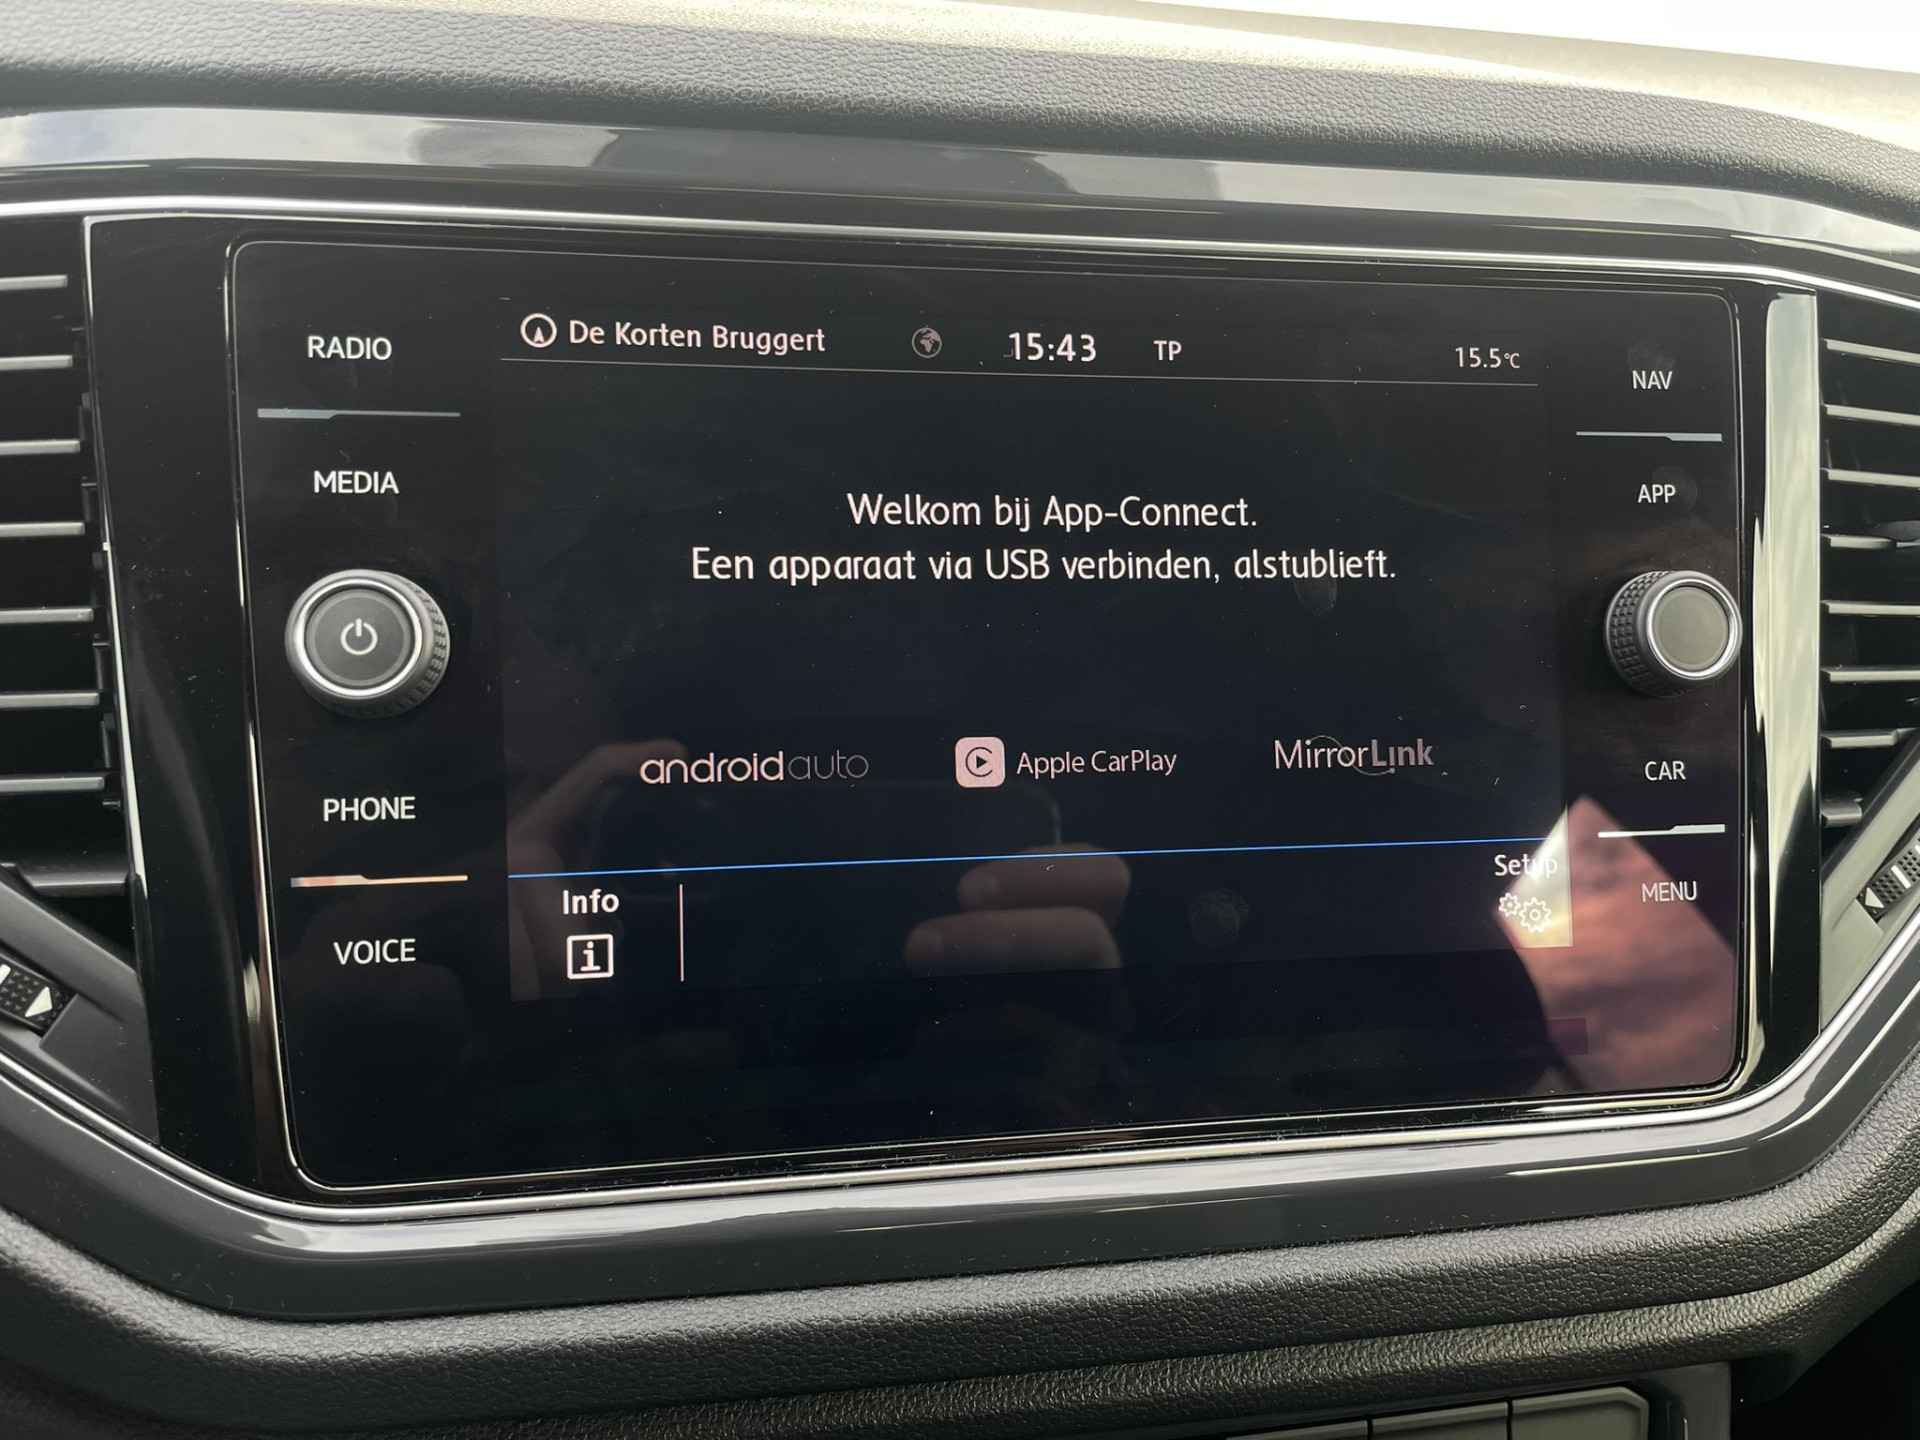 De Korten Bruggert 15:43 TP 15.5°C
RADIO
NAV
MEDIA
APP
Welkom bij App-Connect.
Een apparaat via USB verbinden, alstublieft.
androidauto Apple CarPlay MirrorLink
CAR
PHONE
Setup
MENU
Info
VOICE